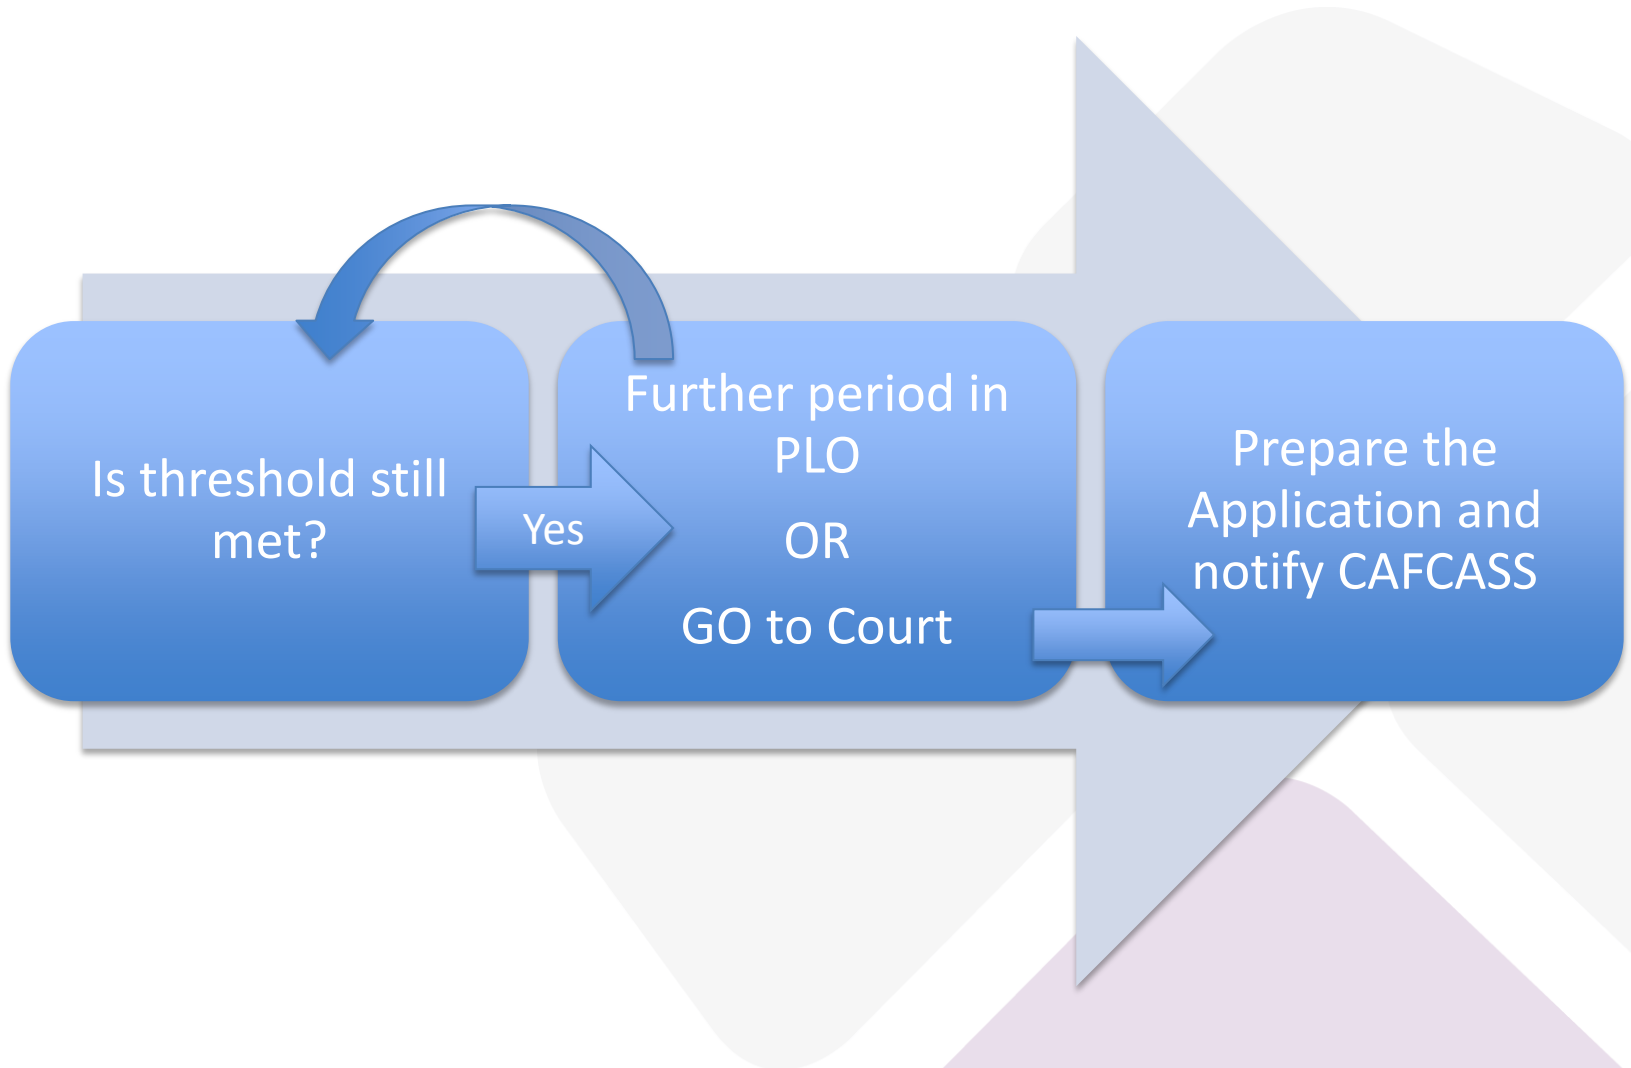 Is threshold still
met?
Yes
Further period in
PLO
OR
GO to Court
Prepare the
Application and
notify CAFCASS